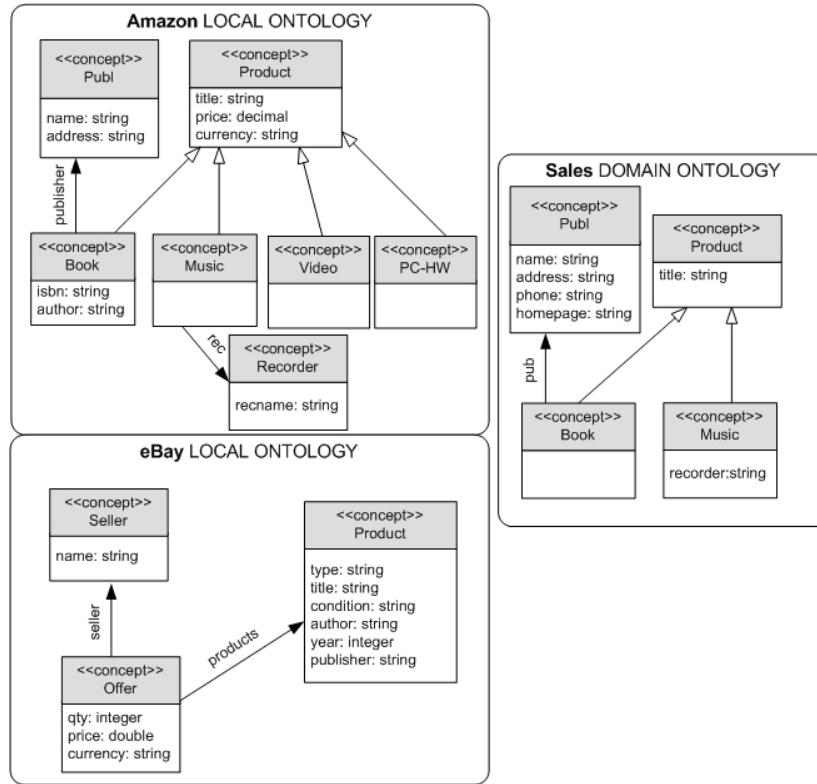 Amazon LOCAL ONTOLOGY
<<concept>>
Publ
name: string
address: string
<<concept>>
Product
title: string
price: decimal
currency: string
publisher
<<concept>>
Book
isbn: string
author: string
<<concept>>
Music
<<concept>>
Video
<<concept>>
PC-HW
rec
<<concept>>
Recorder
recname: string
eBay LOCAL ONTOLOGY
<<concept>>
Seller
name: string
<<concept>>
Product
type: string
title: string
condition: string
author: string
year: integer
publisher: string
seller
products
<<concept>>
Offer
qty: integer
price: double
currency: string
Sales DOMAIN ONTOLOGY
<<concept>>
Publ
name: string
address: string
phone: string
homepage: string
<<concept>>
Product
title: string
pub
<<concept>>
Book
<<concept>>
Music
recorder:string